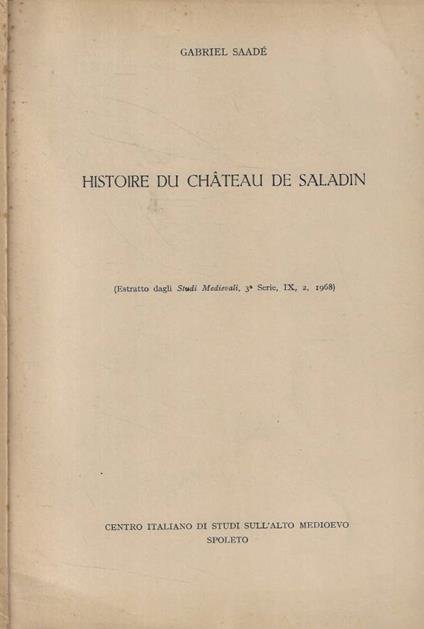 GABRIEL SAADÉ
HISTOIRE DU CHÂTEAU DE SALADIN
(Estratto dagli Studi Medievali, 3ª Serie, IX, 2, 1968)
CENTRO ITALIANO DI STUDI SULL'ALTO MEDIOEVO
SPOLETO